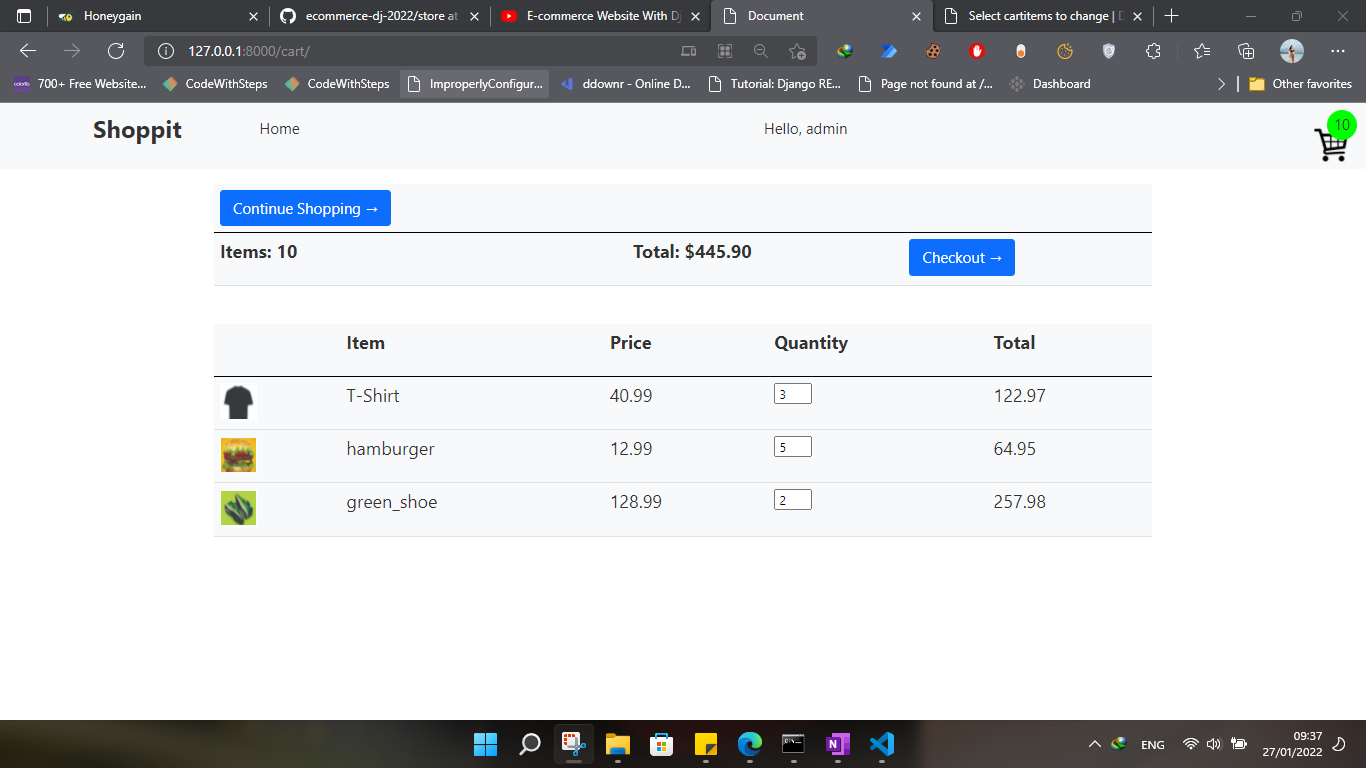 Honeygain
ecommerce-dj-2022/store at
E-commerce Website With Dj
Document
Select cartitems to change | D
127.0.0.1:8000/cart/
700+ Free Website...
CodeWithSteps
CodeWithSteps
ImproperlyConfigur...
ddownr - Online D...
Tutorial: Django RE...
Page not found at /...
Dashboard
Other favorites
Shoppit
Home
Hello, admin
10
Continue Shopping →
Items: 10
Total: $445.90
Checkout →
Item Price Quantity Total
T-Shirt 40.99 3 122.97
hamburger 12.99 5 64.95
green_shoe 128.99 2 257.98
ENG
09:37
27/01/2022